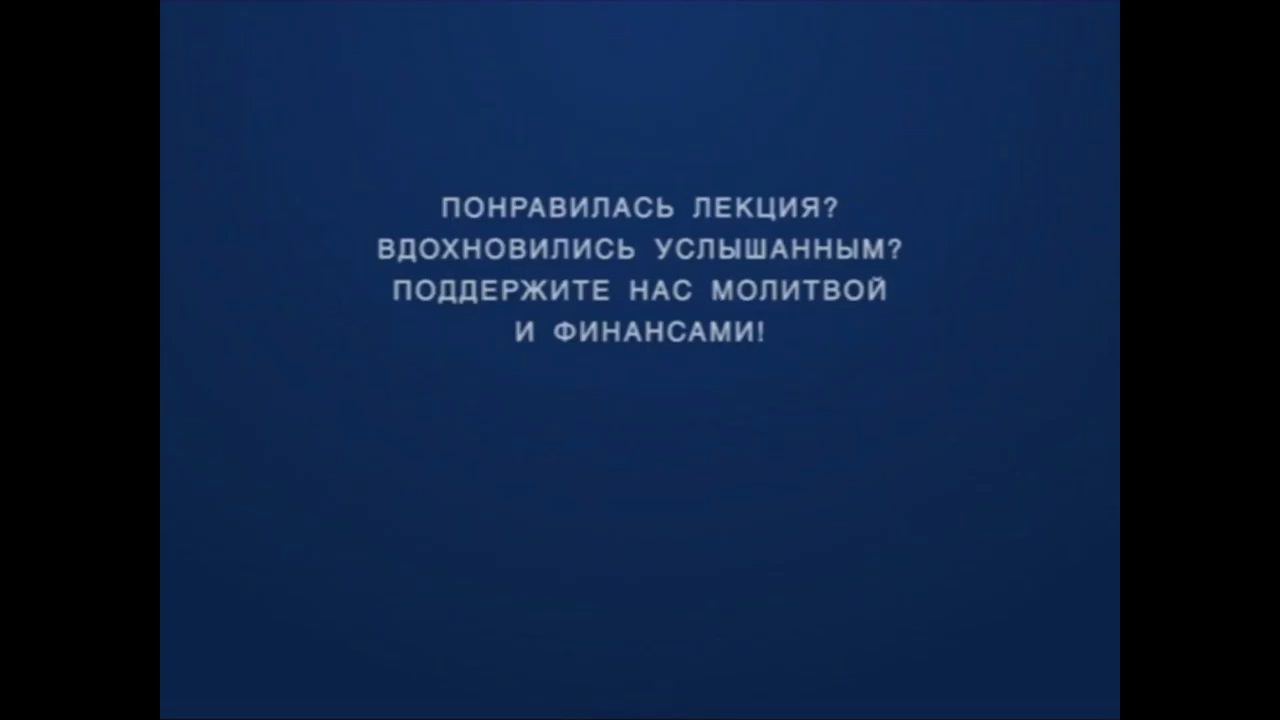 ПОНРАВИЛАСЬ ЛЕКЦИЯ?
ВДОХНОВИЛИСЬ УСЛЫШАННЫМ?
ПОДДЕРЖИТЕ НАС МОЛИТВОЙ
И ФИНАНСАМИ!